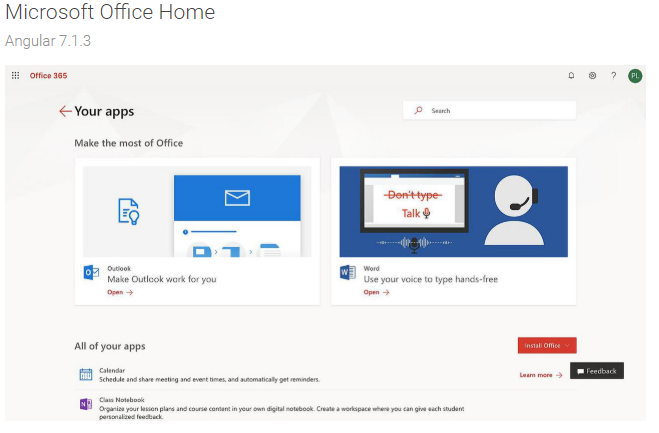 Microsoft Office Home
Angular 7.1.3
Office 365
?
PL
Your apps
Search
Make the most of Office
Don't type
Talk
Outlook
Make Outlook work for you
Open →
Word
Use your voice to type hands-free
Open →
All of your apps
Install Office
Calendar
Schedule and share meeting and event times, and automatically get reminders.
Learn more →
Feedback
Class Notebook
Organize your lesson plans and course content in your own digital notebook. Create a workspace where you can give each student
personalized feedback.